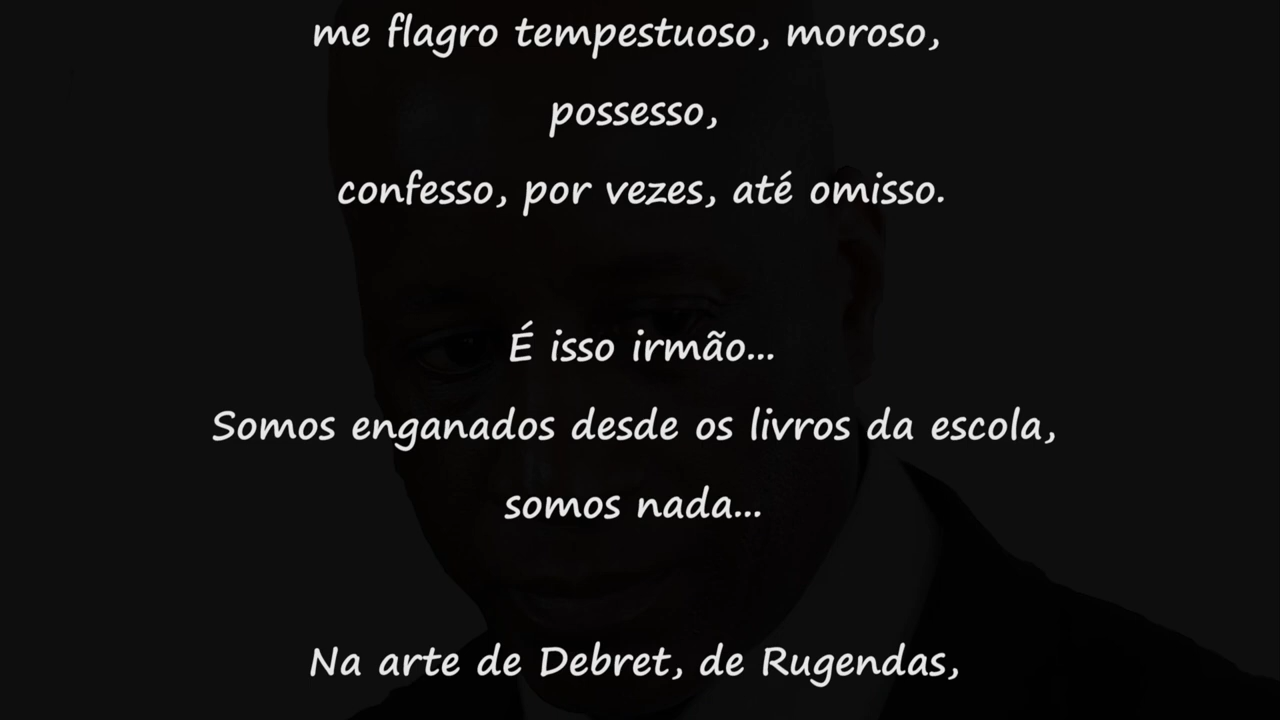 me flagro tempestuoso, moroso,
possesso,
confesso, por vezes, até omisso.
É isso irmão...
Somos enganados desde os livros da escola,
somos nada...
Na arte de Debret, de Rugendas,